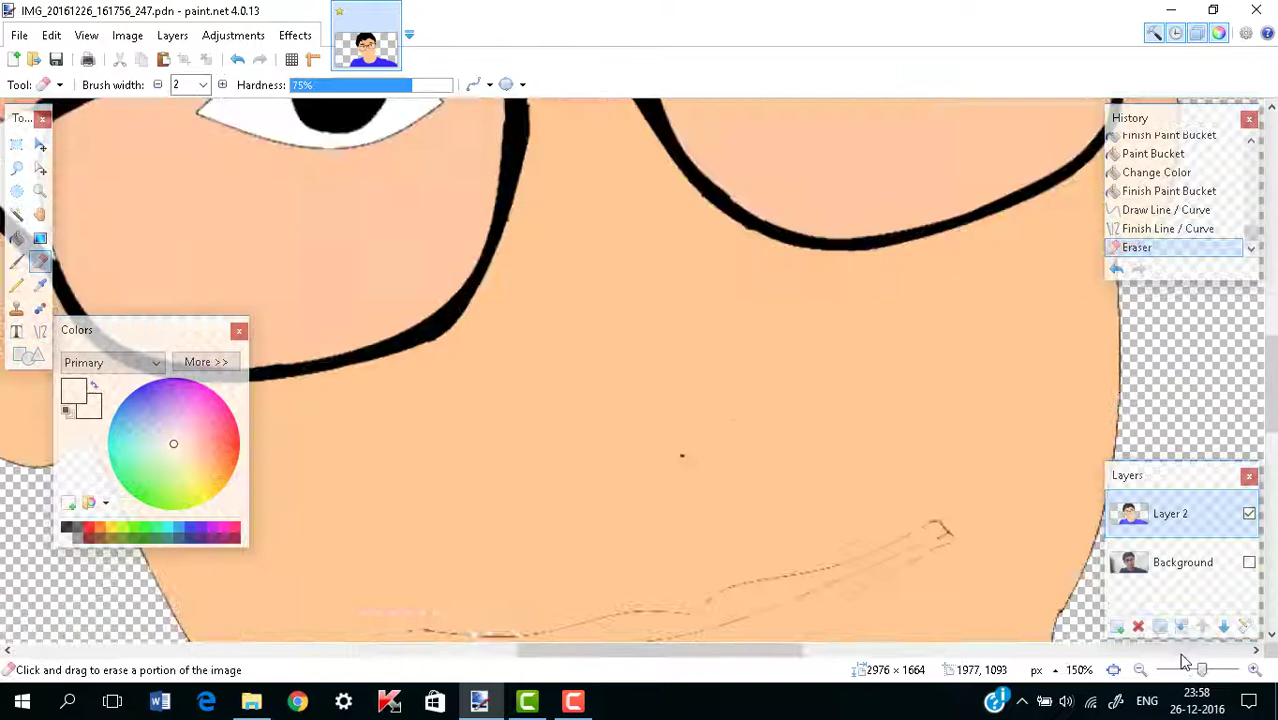 IMG_20161226_161756_247.pdn - paint.net 4.0.13
File Edit View Image Layers Adjustments Effects
Tool: Brush width: 2 Hardness: 75%
To...
History
Finish Paint Bucket
Paint Bucket
Change Color
Finish Paint Bucket
Draw Line / Curve
Finish Line / Curve
Eraser
Colors
Primary More >>
Layers
Layer 2
Background
Click and drag to erase a portion of the image 2976 x 1664 1977, 1093 px 150%
ENG 23:58
26-12-2016